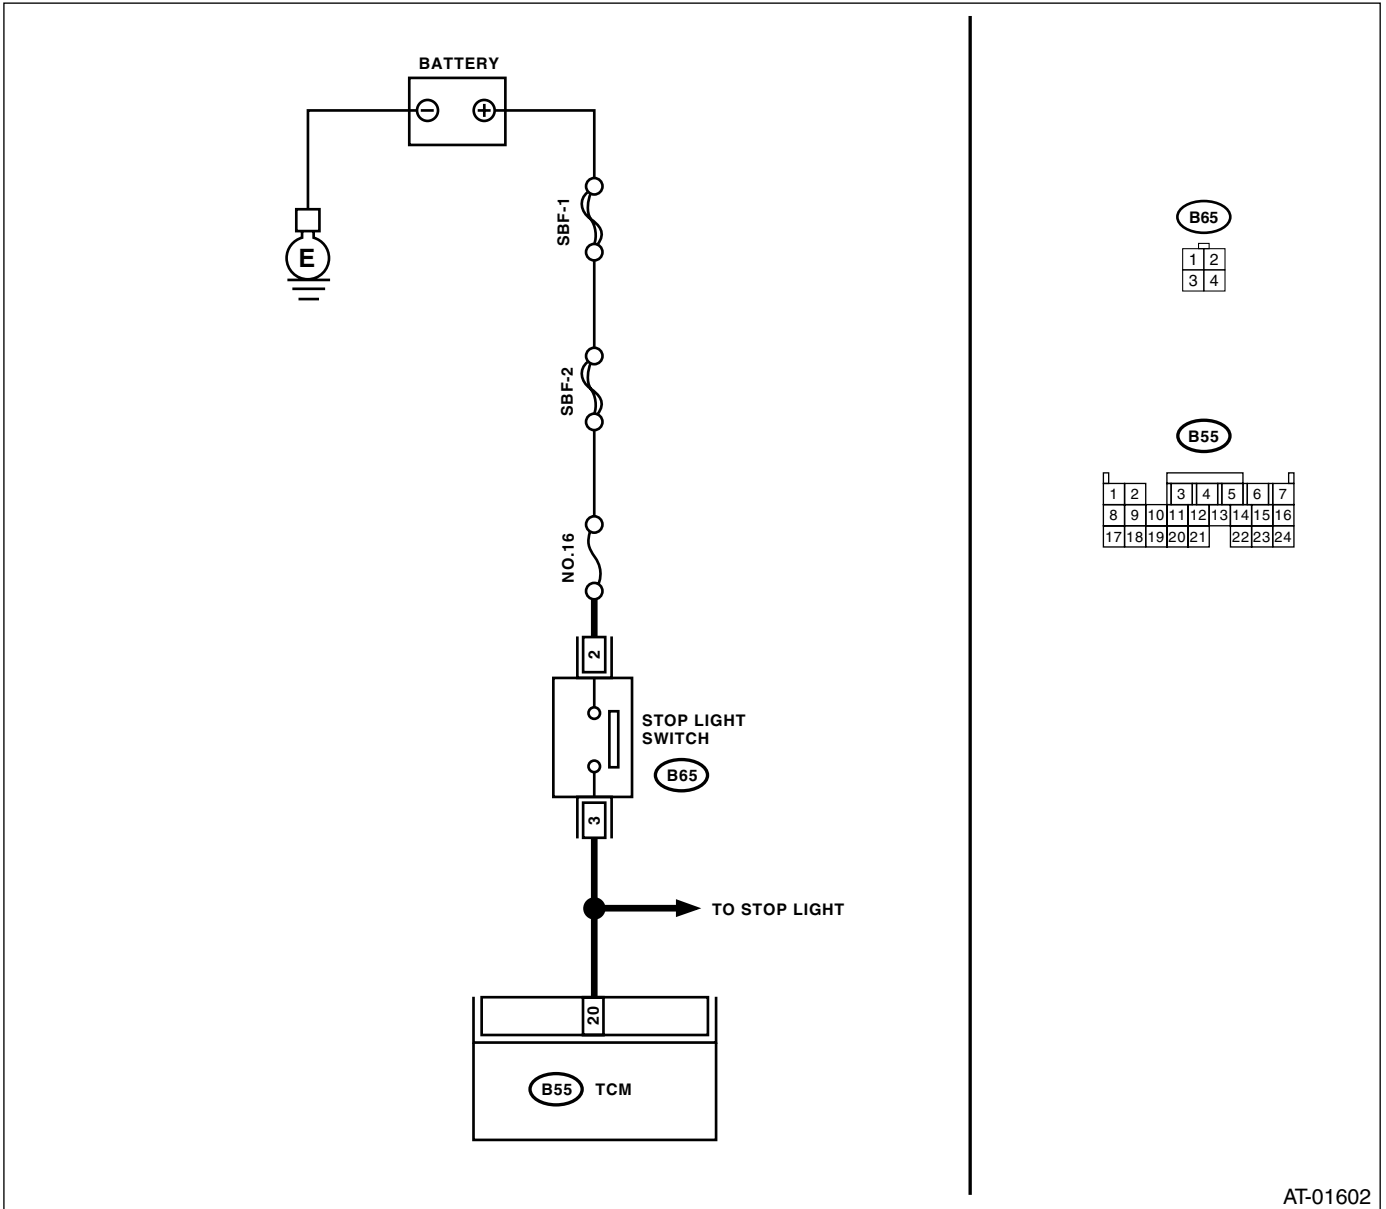 BATTERY
− +
E
SBF-1
SBF-2
NO.16
2
STOP LIGHT
SWITCH
B65
3
TO STOP LIGHT
20
B55 TCM
B65
1 2
3 4
B55
1 2 3 4 5 6 7
8 9 10 11 12 13 14 15 16
17 18 19 20 21 22 23 24
AT-01602